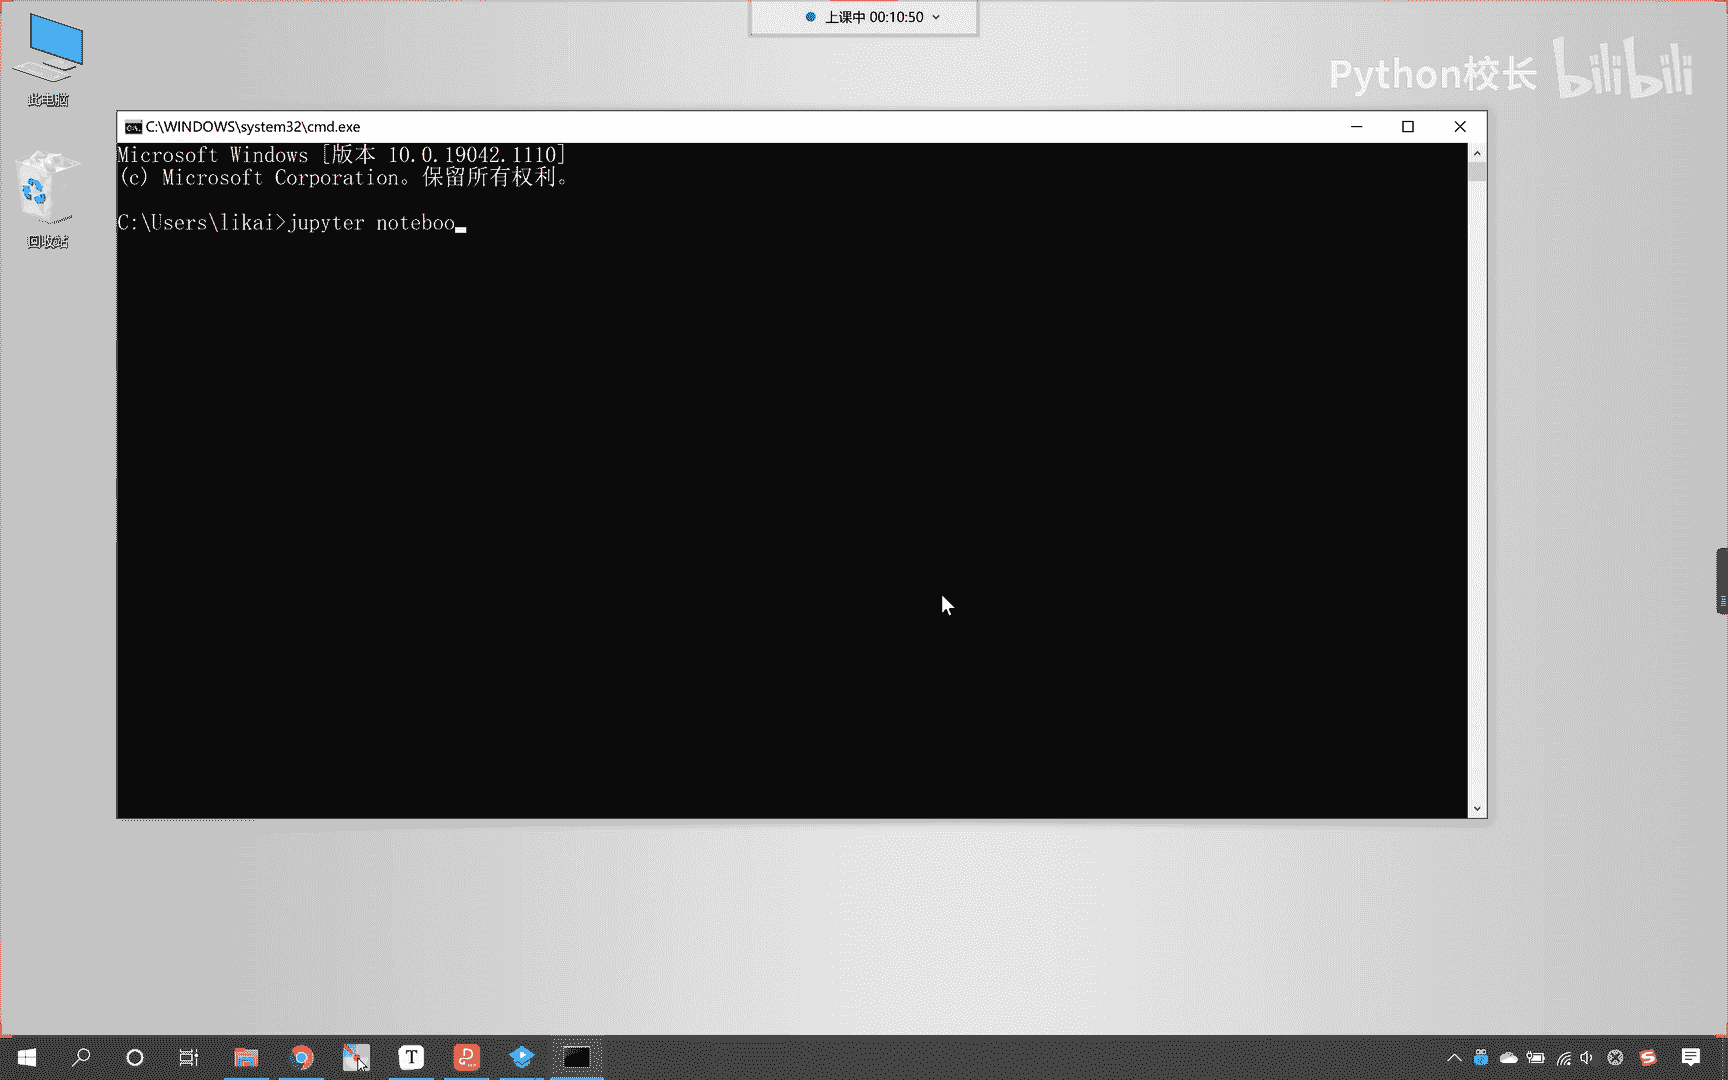 上课中 00:10:50
Python校长 bilibili
此电脑
回收站
C:\WINDOWS\system32\cmd.exe
Microsoft Windows [版本 10.0.19042.1110]
(c) Microsoft Corporation。保留所有权利。
C:\Users\likai>jupyter noteboo